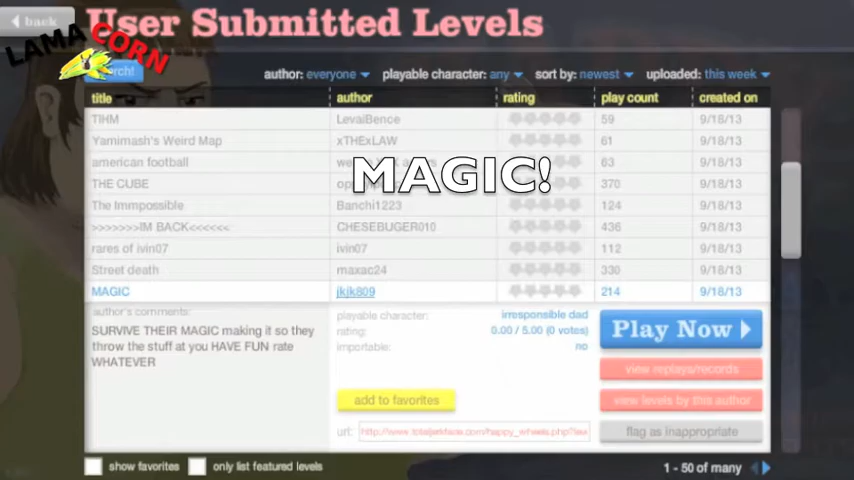 back
User Submitted Levels
LAMA CORN
author: everyone playable character: any sort by: newest uploaded: this week
title author rating play count created on
TIHM LevaiBence 59 9/18/13
Yamimash's Weird Map xTHExLAW 61 9/18/13
american football 63 9/18/13
MAGIC!
THE CUBE 370 9/18/13
The Immpossible Banchi1223 124 9/18/13
>>>>>>>IM BACK<<<<<< CHESEBUGER010 436 9/18/13
rares of ivin07 ivin07 112 9/18/13
Street death maxac24 330 9/18/13
MAGIC jkjk809 214 9/18/13
author's comments:
SURVIVE THEIR MAGIC making it so they
throw the stuff at you HAVE FUN rate
WHATEVER
playable character: irresponsible dad
rating: 0.00 / 5.00 (0 votes)
importable: no
add to favorites
url: http://www.totaljerkface.com/happy_wheels.php?lev
Play Now
view replays/records
view levels by this author
flag as inappropriate
show favorites only list featured levels
1 - 50 of many